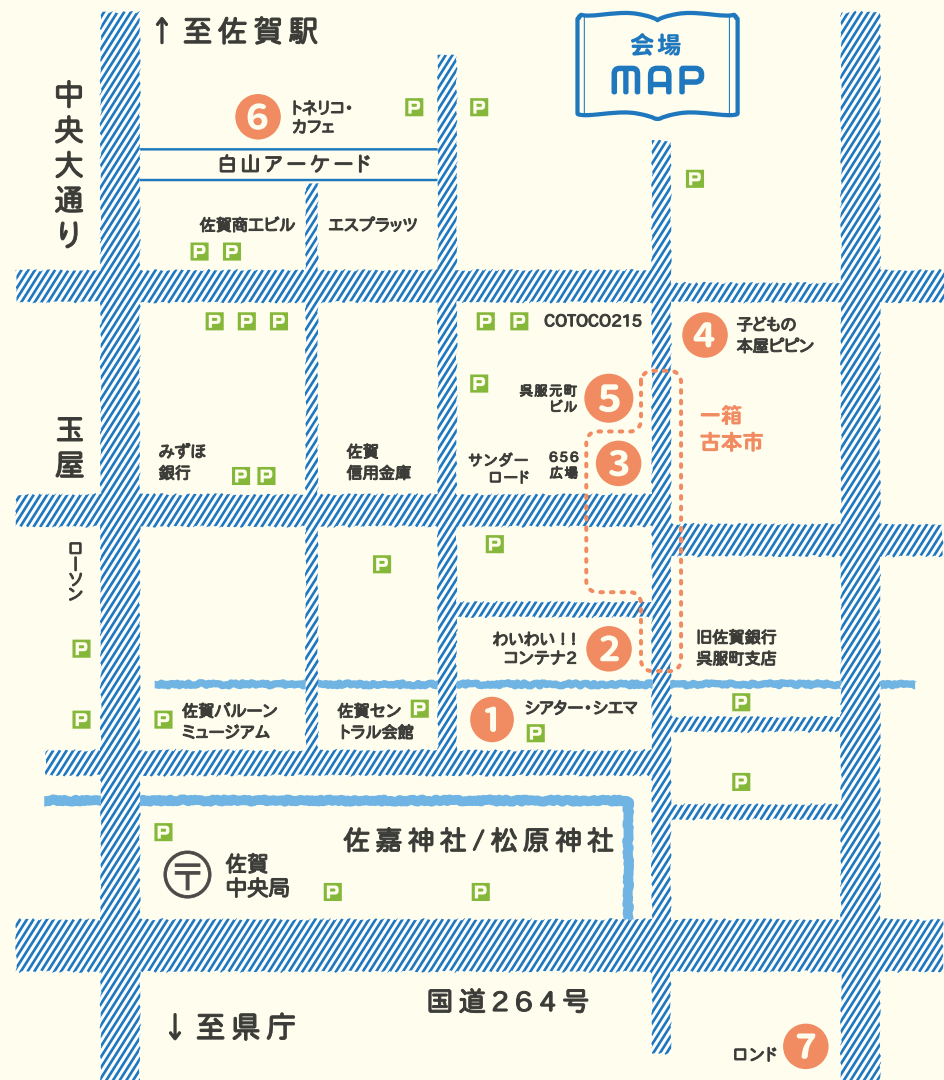 ↑至佐賀駅
会場
MAP
中央大通り
6
トネリコ・
カフェ
P
P
白山アーケード
P
佐賀商工ビル
エスプラッツ
P
P
P
P
P
P
P
COTOCO215
4
子どもの
本屋ピピン
P
呉服元町
ビル
5
一箱
古本市
玉屋
みずほ
銀行
P
P
佐賀
信用金庫
サンダー
ロード
656
広場
3
ローソン
P
P
P
わいわい!!
コンテナ2
2
旧佐賀銀行
呉服町支店
P
P
佐賀バルーン
ミュージアム
佐賀セン
トラル会館
P
1
シアター・シエマ
P
P
P
P
佐嘉神社/松原神社
〒
佐賀
中央局
P
P
国道264号
↓至県庁
ロンド
7